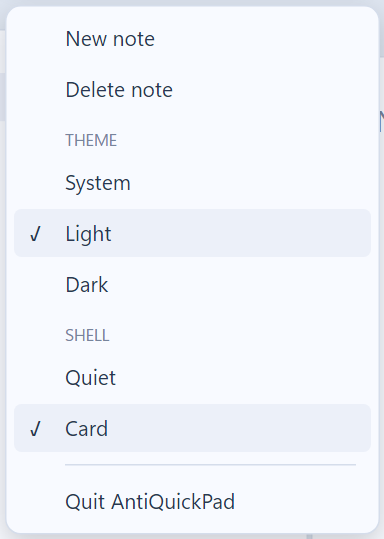 New note
Delete note
THEME
System
✓ Light
Dark
SHELL
Quiet
✓ Card
Quit AntiQuickPad